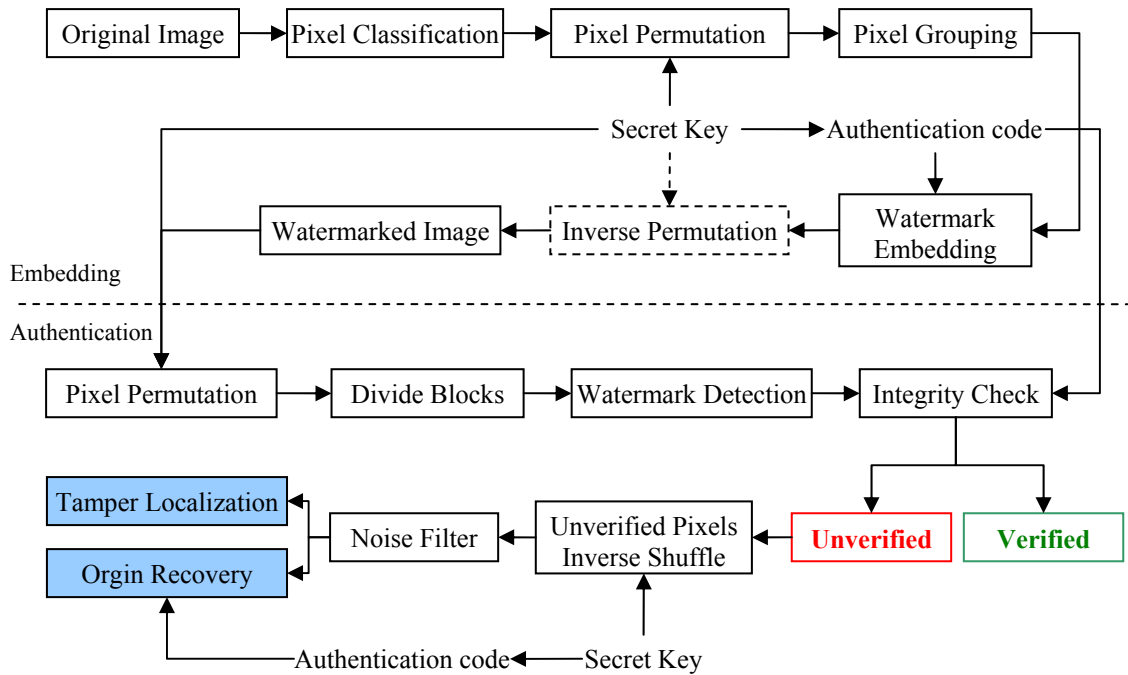 Original Image
Pixel Classification
Pixel Permutation
Pixel Grouping
Secret Key
Authentication code
Watermarked Image
Inverse Permutation
Watermark
Embedding
Embedding
Authentication
Pixel Permutation
Divide Blocks
Watermark Detection
Integrity Check
Tamper Localization
Orgin Recovery
Noise Filter
Unverified Pixels
Inverse Shuffle
Unverified
Verified
Authentication code
Secret Key